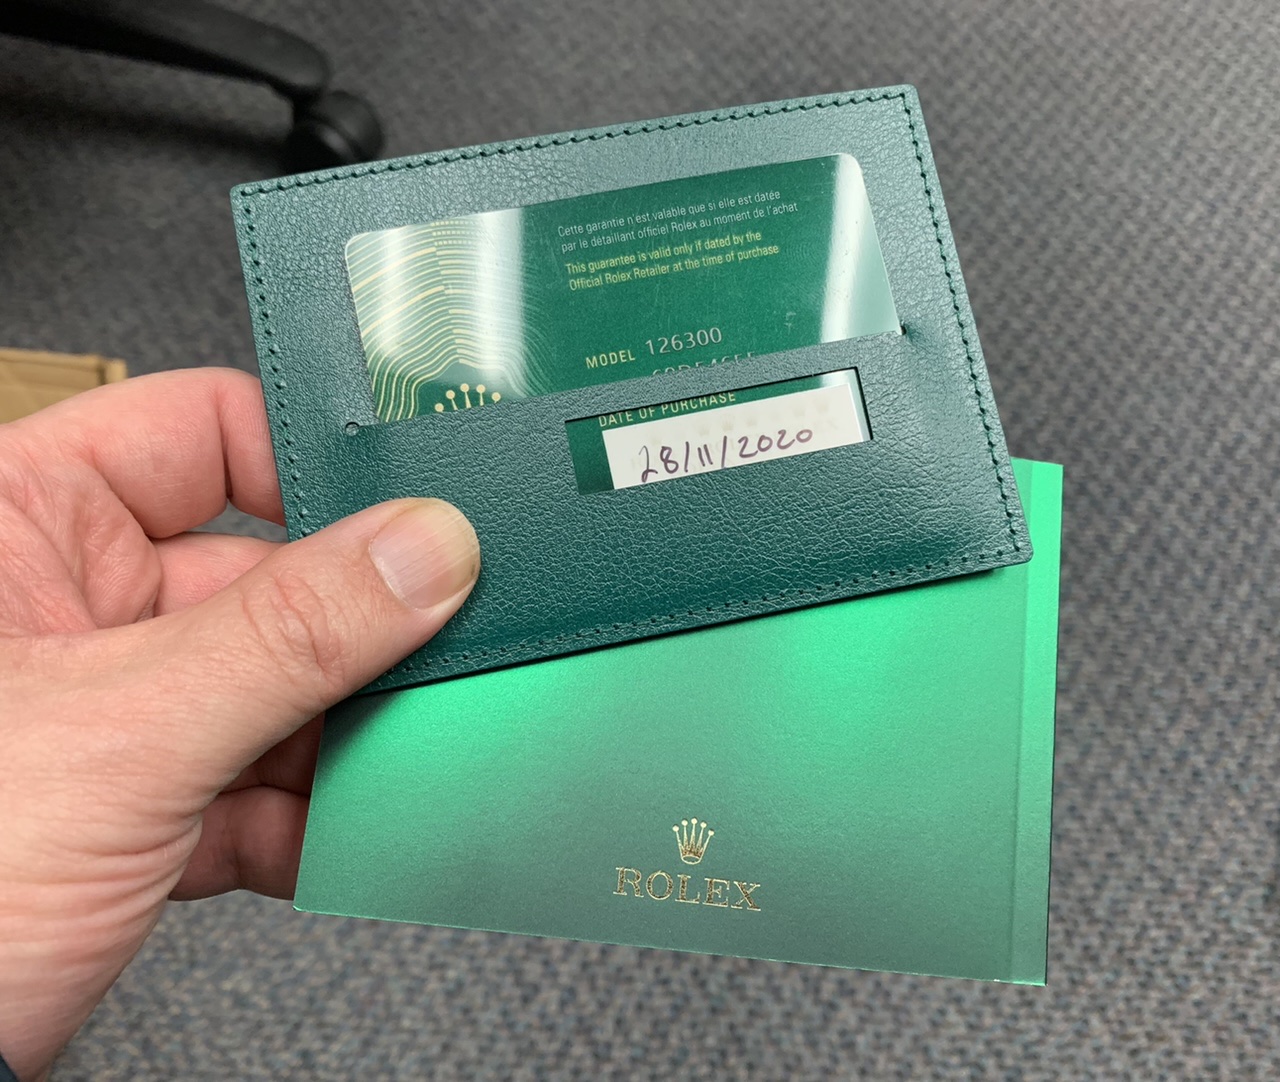 Cette garantie n'est valable que si elle est datée
par le détaillant officiel Rolex au moment de l'achat
This guarantee is valid only if dated by the
Official Rolex Retailer at the time of purchase
MODEL 126300
DATE OF PURCHASE
28/11/2020
ROLEX